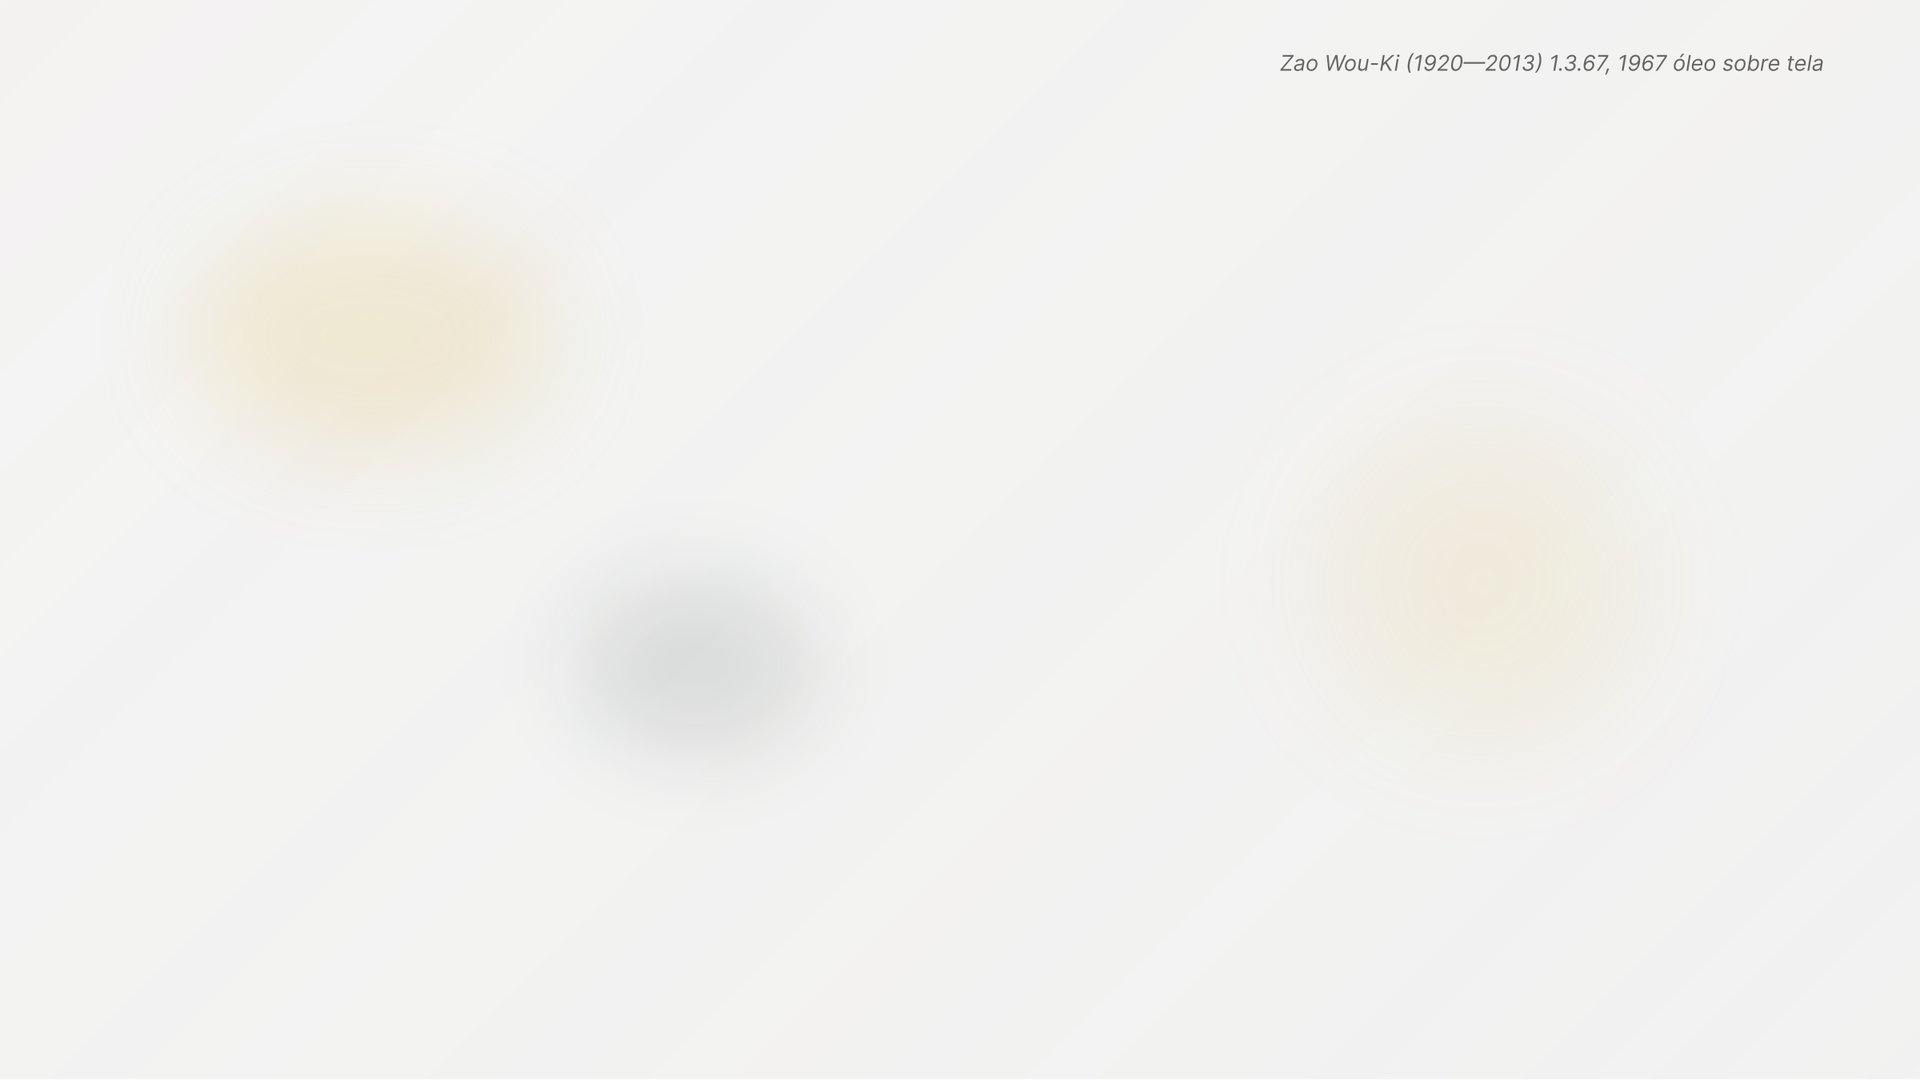 Zao Wou-Ki (1920—2013) 1.3.67, 1967 óleo sobre tela